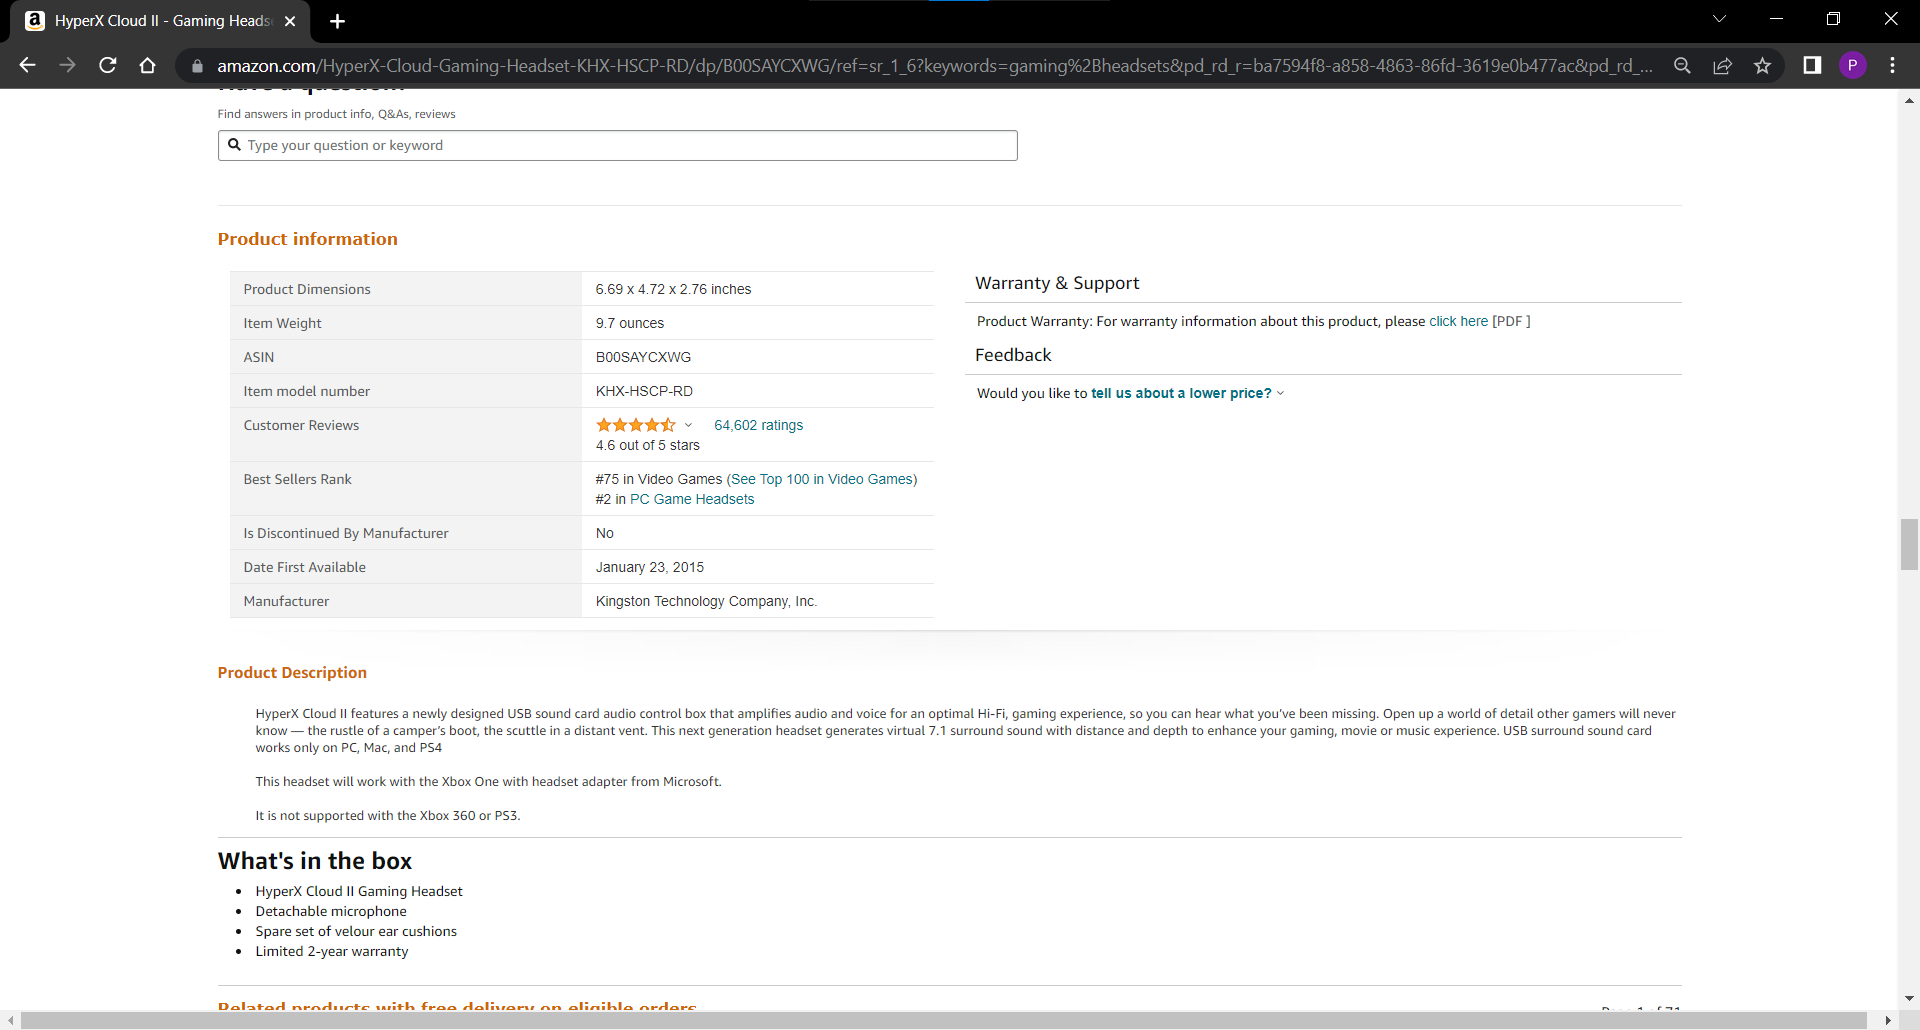 HyperX Cloud II - Gaming Heads
amazon.com/HyperX-Cloud-Gaming-Headset-KHX-HSCP-RD/dp/B00SAYCXWG/ref=sr_1_6?keywords=gaming%2Bheadsets&pd_rd_r=ba7594f8-a858-4863-86fd-3619e0b477ac&pd_rd_...
P
Have a question?
Find answers in product info, Q&As, reviews
Type your question or keyword
Product information
Product Dimensions 6.69 x 4.72 x 2.76 inches
Item Weight 9.7 ounces
ASIN B00SAYCXWG
Item model number KHX-HSCP-RD
Customer Reviews 64,602 ratings
4.6 out of 5 stars
Best Sellers Rank #75 in Video Games (See Top 100 in Video Games)
#2 in PC Game Headsets
Is Discontinued By Manufacturer No
Date First Available January 23, 2015
Manufacturer Kingston Technology Company, Inc.
Warranty & Support
Product Warranty: For warranty information about this product, please click here [PDF ]
Feedback
Would you like to tell us about a lower price?
Product Description
HyperX Cloud II features a newly designed USB sound card audio control box that amplifies audio and voice for an optimal Hi-Fi, gaming experience, so you can hear what you've been missing. Open up a world of detail other gamers will never
know — the rustle of a camper's boot, the scuttle in a distant vent. This next generation headset generates virtual 7.1 surround sound with distance and depth to enhance your gaming, movie or music experience. USB surround sound card
works only on PC, Mac, and PS4
This headset will work with the Xbox One with headset adapter from Microsoft.
It is not supported with the Xbox 360 or PS3.
What's in the box
HyperX Cloud II Gaming Headset
Detachable microphone
Spare set of velour ear cushions
Limited 2-year warranty
Related products with free delivery on eligible orders
Page 1 of 71